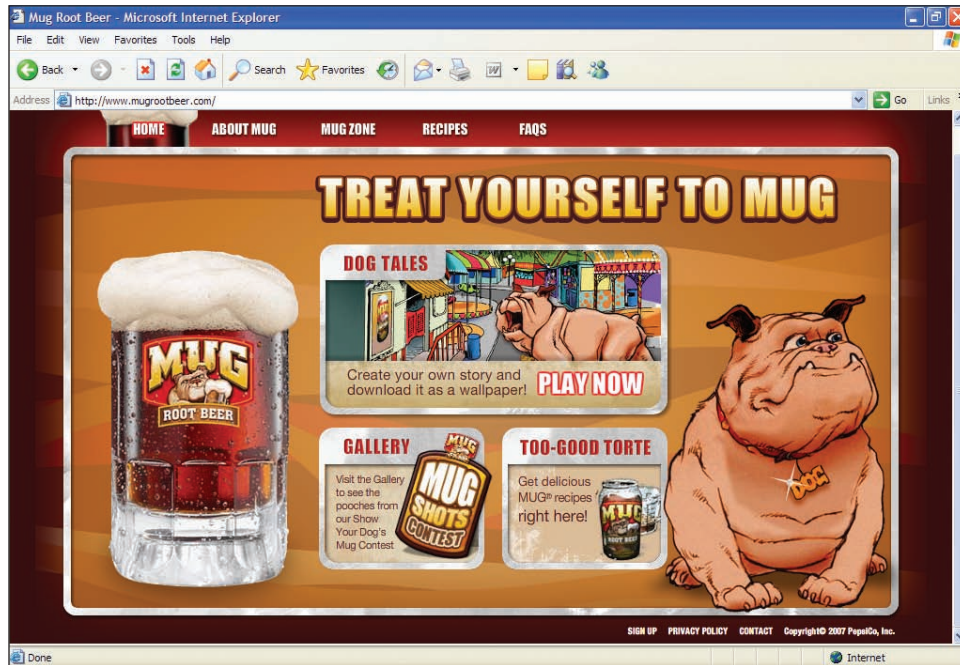 Mug Root Beer - Microsoft Internet Explorer
File Edit View Favorites Tools Help
Back Search Favorites
Address http://www.mugrootbeer.com/ Go Links
HOME ABOUT MUG MUG ZONE RECIPES FAQS
TREAT YOURSELF TO MUG
DOG TALES
Create your own story and
download it as a wallpaper!
PLAY NOW
MUG
ROOT BEER
GALLERY
Visit the Gallery
to see the
pooches from
our Show
Your Dog's
Mug Contest
MUG
MUG
SHOTS
CONTEST
TOO-GOOD TORTE
Get delicious
MUG® recipes
right here!
MUG
ROOT BEER
DOG
SIGN UP PRIVACY POLICY CONTACT Copyright© 2007 PepsiCo, Inc.
Done Internet